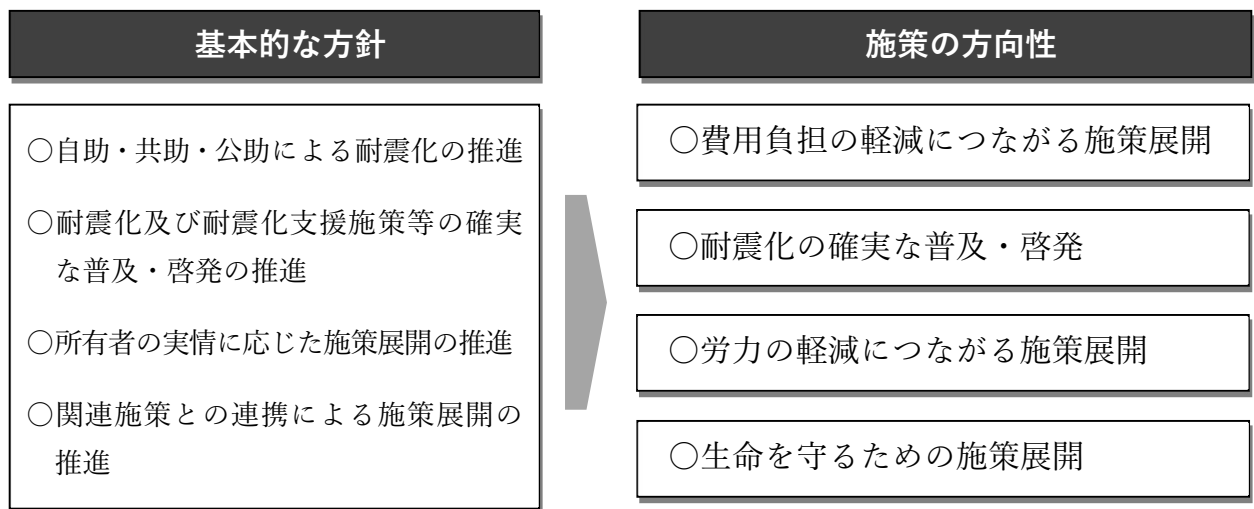 基本的な方針
○自助・共助・公助による耐震化の推進
○耐震化及び耐震化支援施策等の確実
な普及・啓発の推進
○所有者の実情に応じた施策展開の推進
○関連施策との連携による施策展開の
推進
施策の方向性
○費用負担の軽減につながる施策展開
○耐震化の確実な普及・啓発
○労力の軽減につながる施策展開
○生命を守るための施策展開